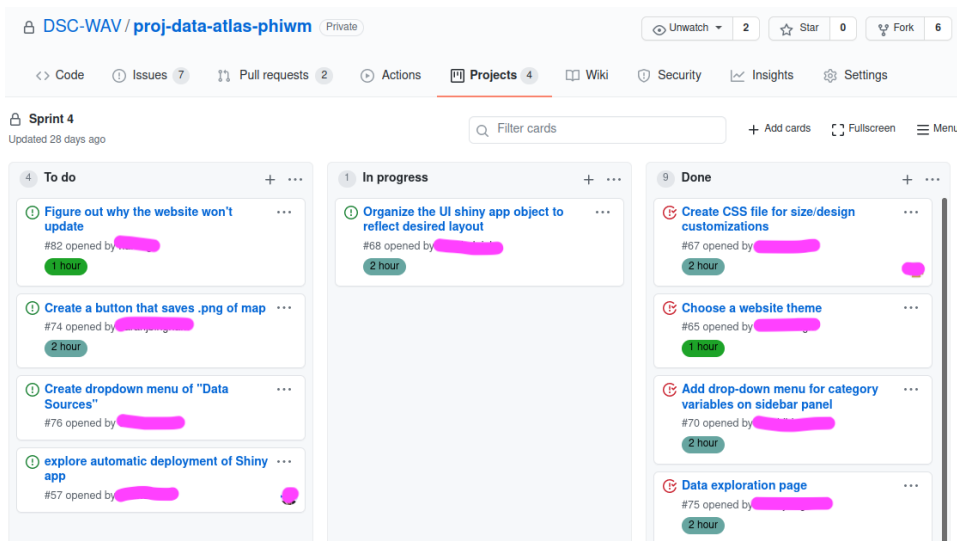 DSC-WAV / proj-data-atlas-phiwm Private
Unwatch 2 Star 0 Fork 6
Code Issues 7 Pull requests 2 Actions Projects 4 Wiki Security Insights Settings
Sprint 4
Updated 28 days ago
Filter cards
Add cards Fullscreen Menu
4 To do
Figure out why the website won't
update
#82 opened by
1 hour
Create a button that saves .png of map
#74 opened by
2 hour
Create dropdown menu of "Data
Sources"
#76 opened by
explore automatic deployment of Shiny
app
#57 opened by
1 In progress
Organize the UI shiny app object to
reflect desired layout
#68 opened by
2 hour
9 Done
Create CSS file for size/design
customizations
#67 opened by
2 hour
Choose a website theme
#65 opened by
1 hour
Add drop-down menu for category
variables on sidebar panel
#70 opened by
2 hour
Data exploration page
#75 opened by
2 hour